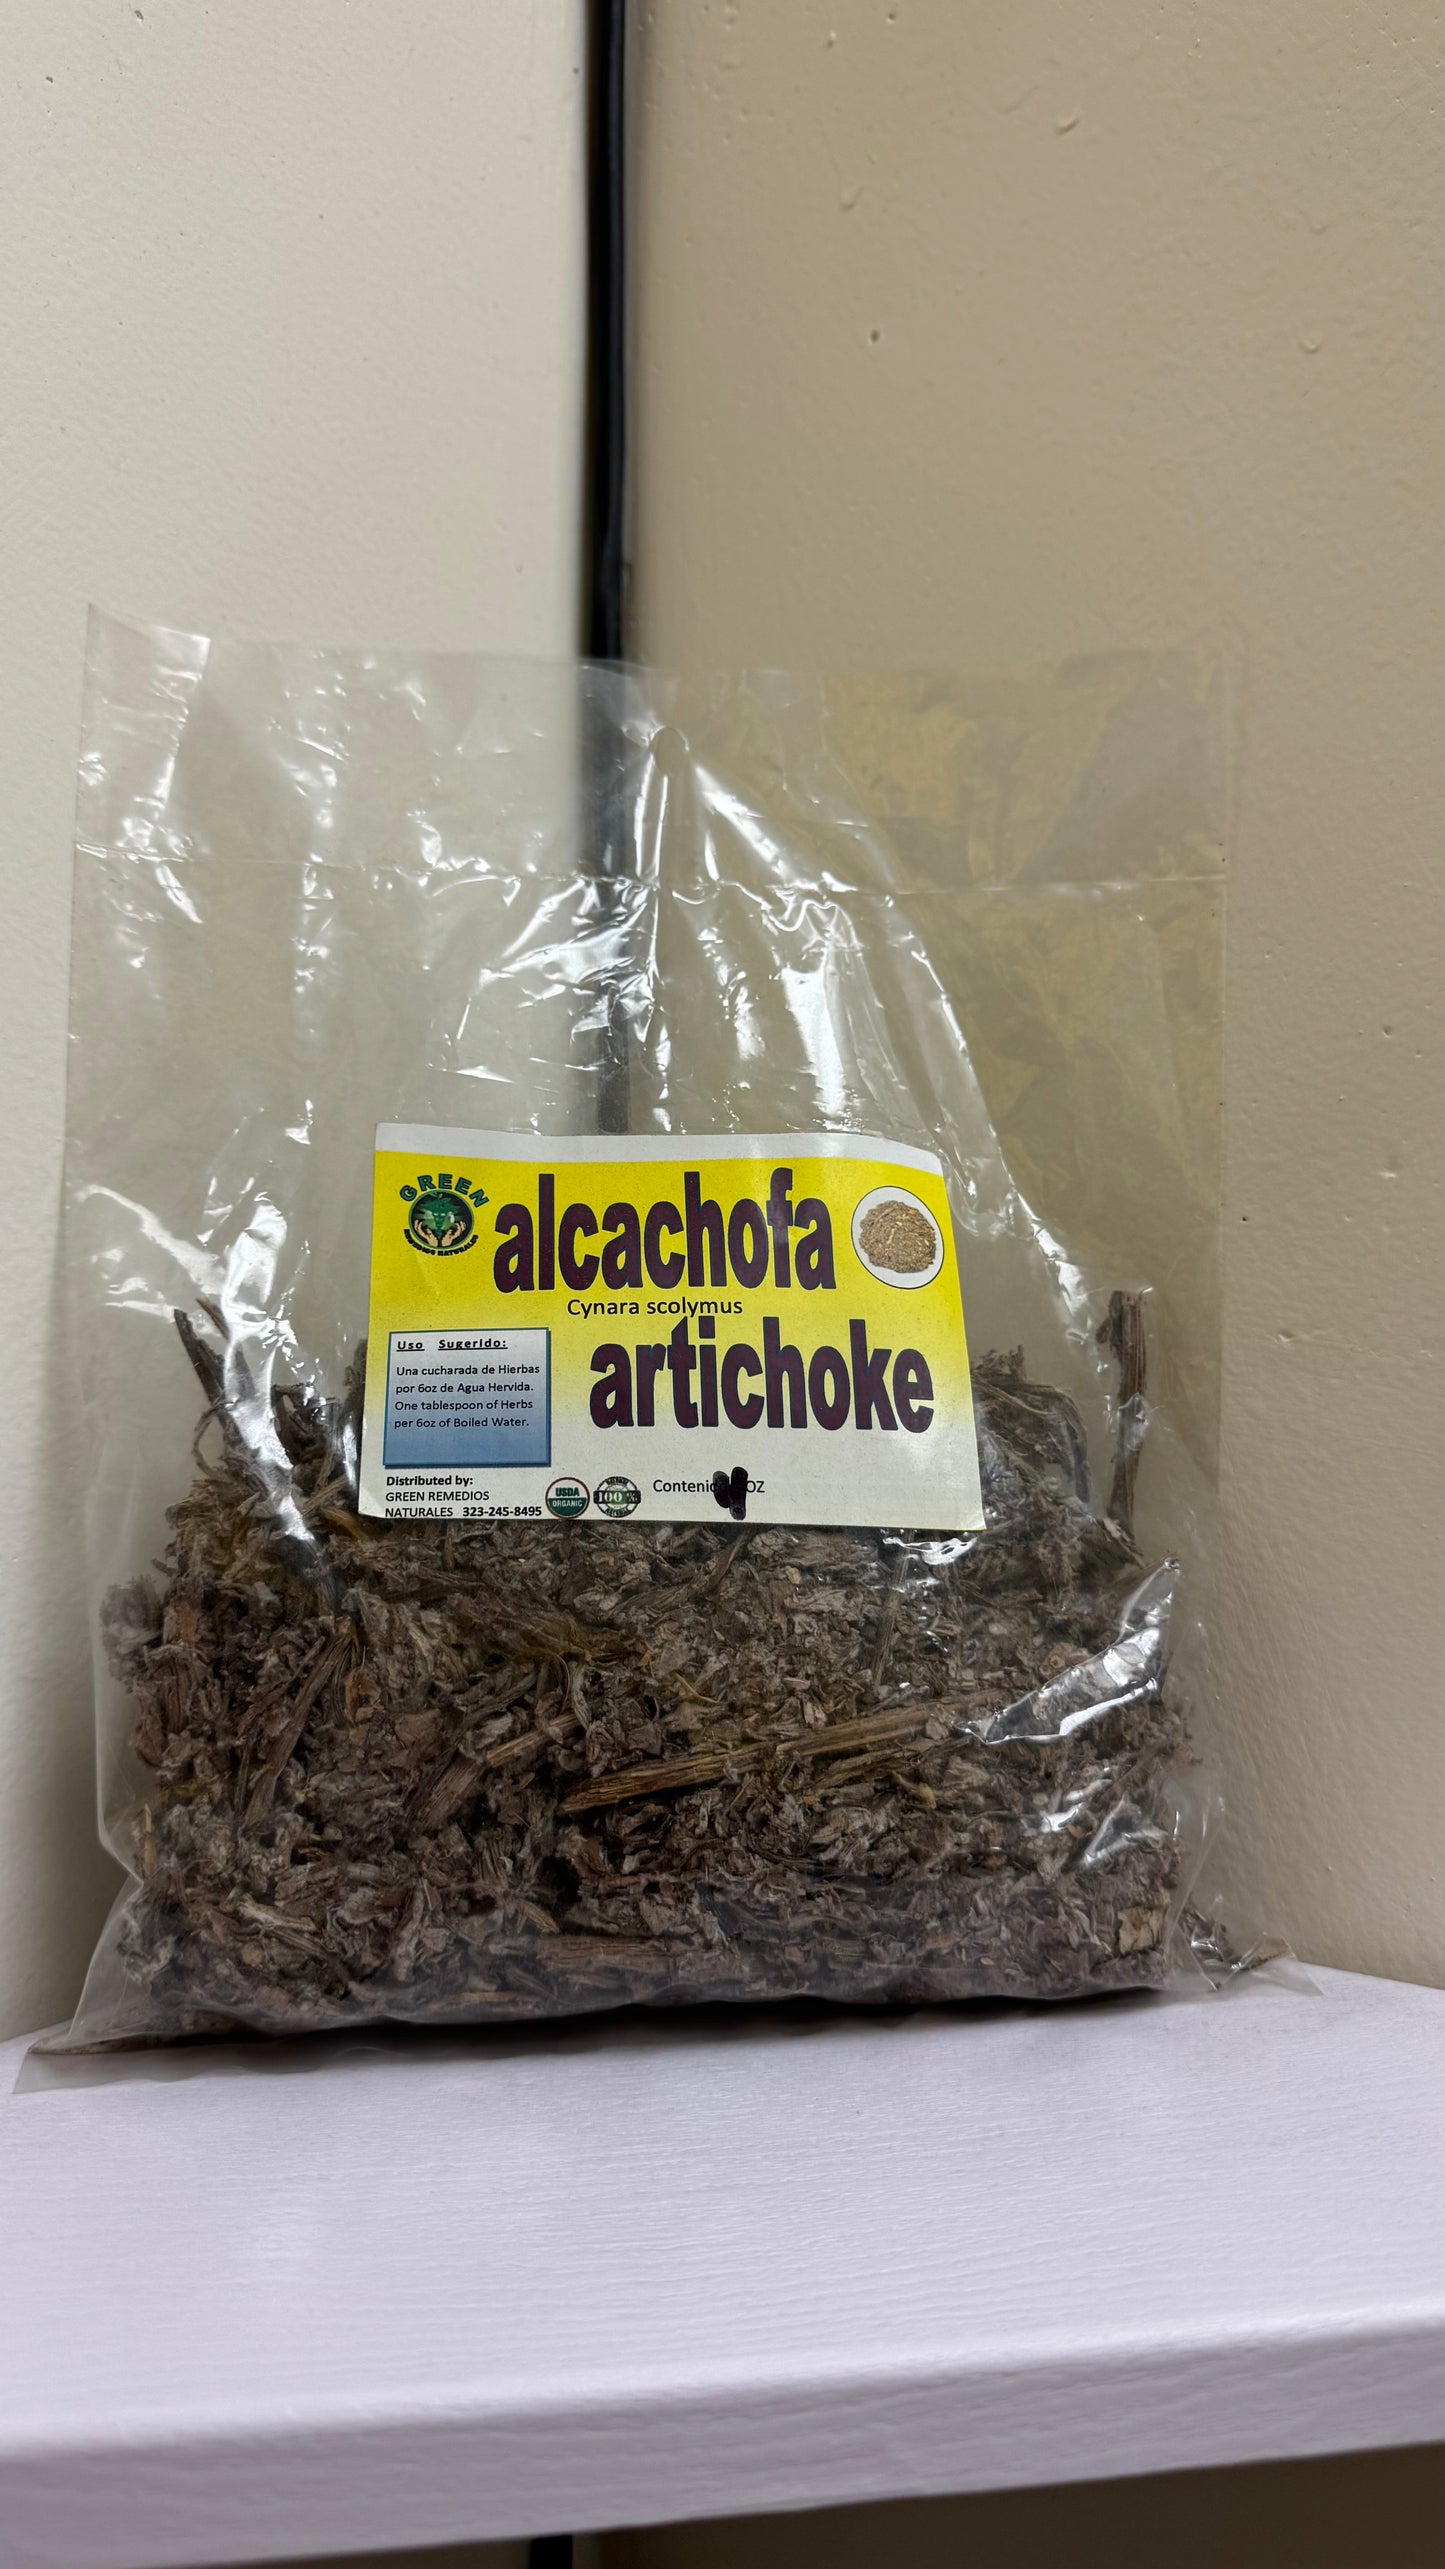 GREEN
alcachofa
Cynara scolymus
artichoke
Uso Sugerido:
Una cucharada de Hierbas
por 6oz de Agua Hervida.
One tablespoon of Herbs
per 6oz of Boiled Water.
Distributed by:
GREEN REMEDIOS
NATURALES 323-245-8495
USDA
ORGANIC
100%
OZ